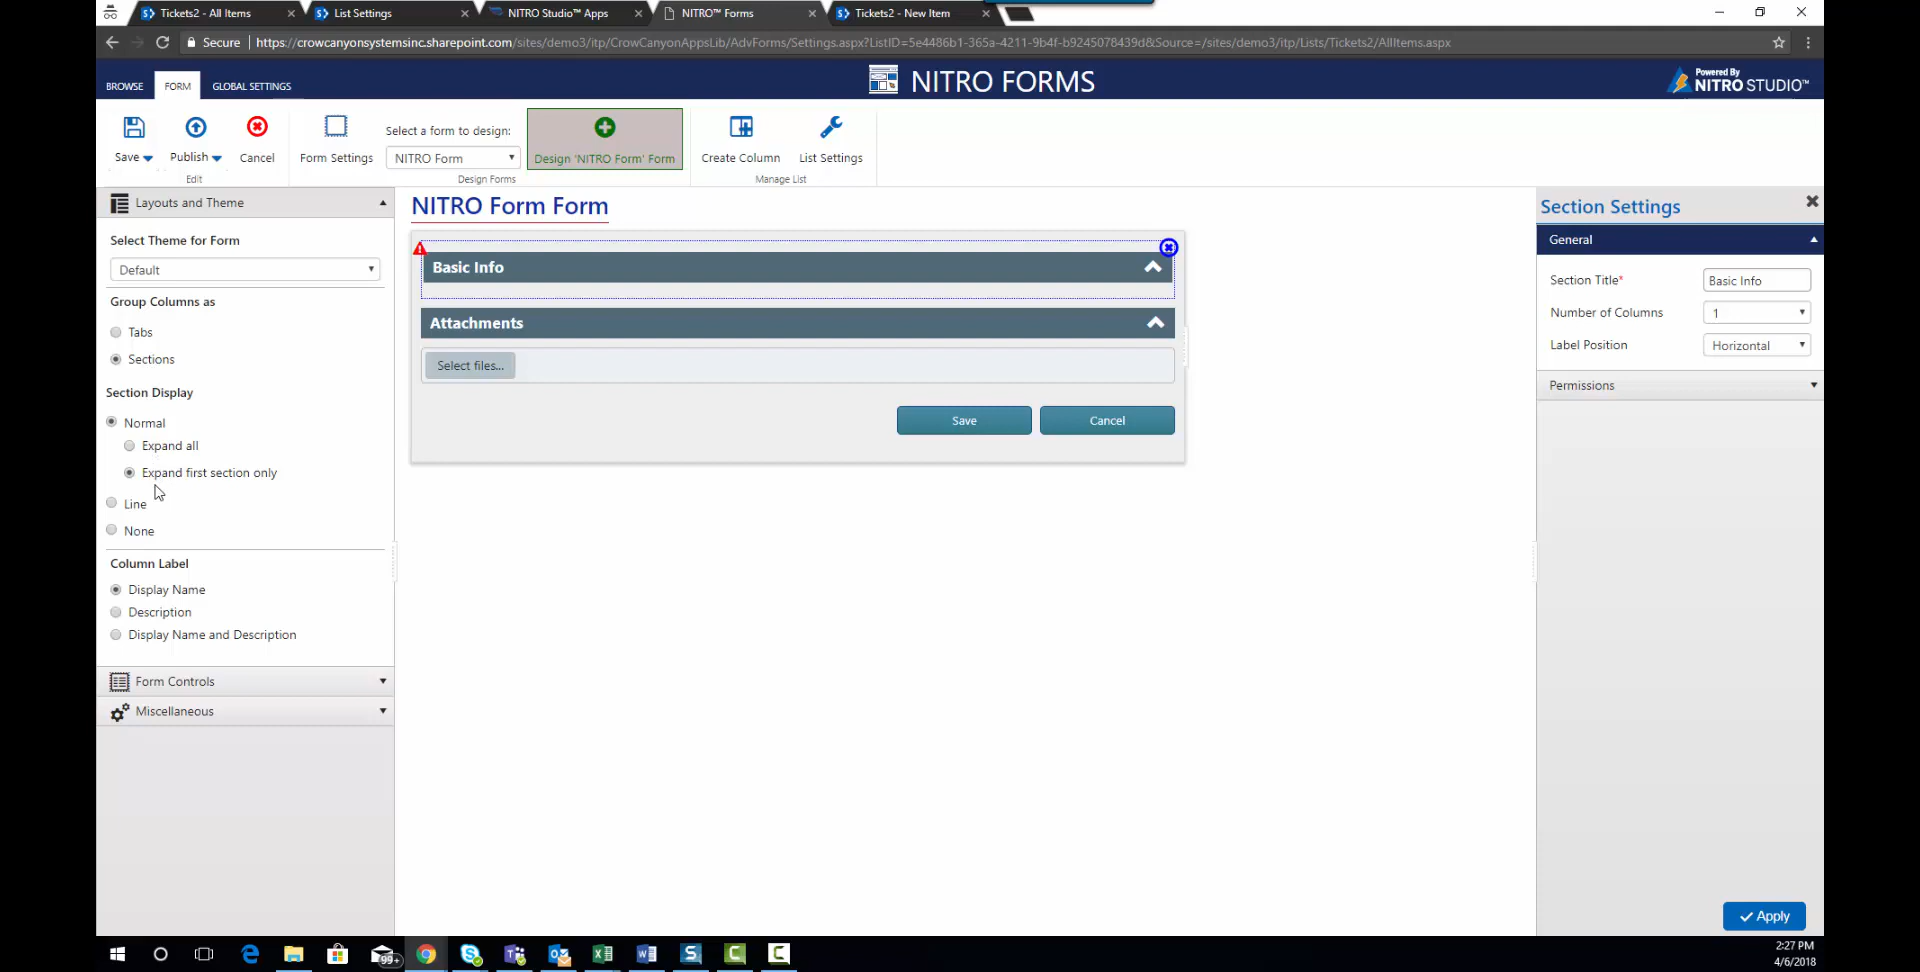 Tickets2 - All Items
List Settings
NITRO Studio™ Apps
NITRO™ Forms
Tickets2 - New Item
Secure
https://crowcanyonsystemsinc.sharepoint.com/sites/demo3/itp/CrowCanyonAppsLib/AdvForms/Settings.aspx?ListID=5e4486b1-365a-4211-9b4f-b9245078439d&Source=/sites/demo3/itp/Lists/Tickets2/AllItems.aspx
BROWSE
FORM
GLOBAL SETTINGS
NITRO FORMS
Powered By
NITRO STUDIO™
Save
Publish
Cancel
Edit
Form Settings
Select a form to design:
NITRO Form
Design 'NITRO Form' Form
Design Forms
Create Column
List Settings
Manage List
Layouts and Theme
Select Theme for Form
Default
Group Columns as
Tabs
Sections
Section Display
Normal
Expand all
Expand first section only
Line
None
Column Label
Display Name
Description
Display Name and Description
Form Controls
Miscellaneous
NITRO Form Form
Basic Info
Attachments
Select files...
Save
Cancel
Section Settings
General
Section Title*
Basic Info
Number of Columns
1
Label Position
Horizontal
Permissions
Apply
99+
2:27 PM
4/6/2018